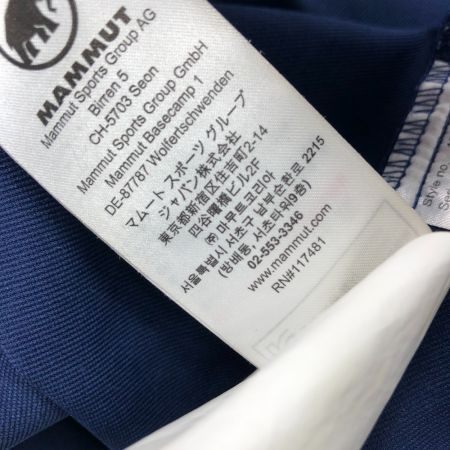 MAMMUT
Mammut Sports Group AG
Birren 5
CH-5703 Seon
Mammut Sports Group GmbH
Mammut Basecamp 1
DE-87787 Wolfertschwenden
マムート スポーツ グループ
ジャパン株式会社
東京都新宿区住吉町2-14
四谷曙橋ビル2F
㈜ 마무트코리아
서울특별시 서초구 남부순환로 2215
(방배동 서초타워9층)
02-553-3346
www.mammut.com
RN#117481
Style no.